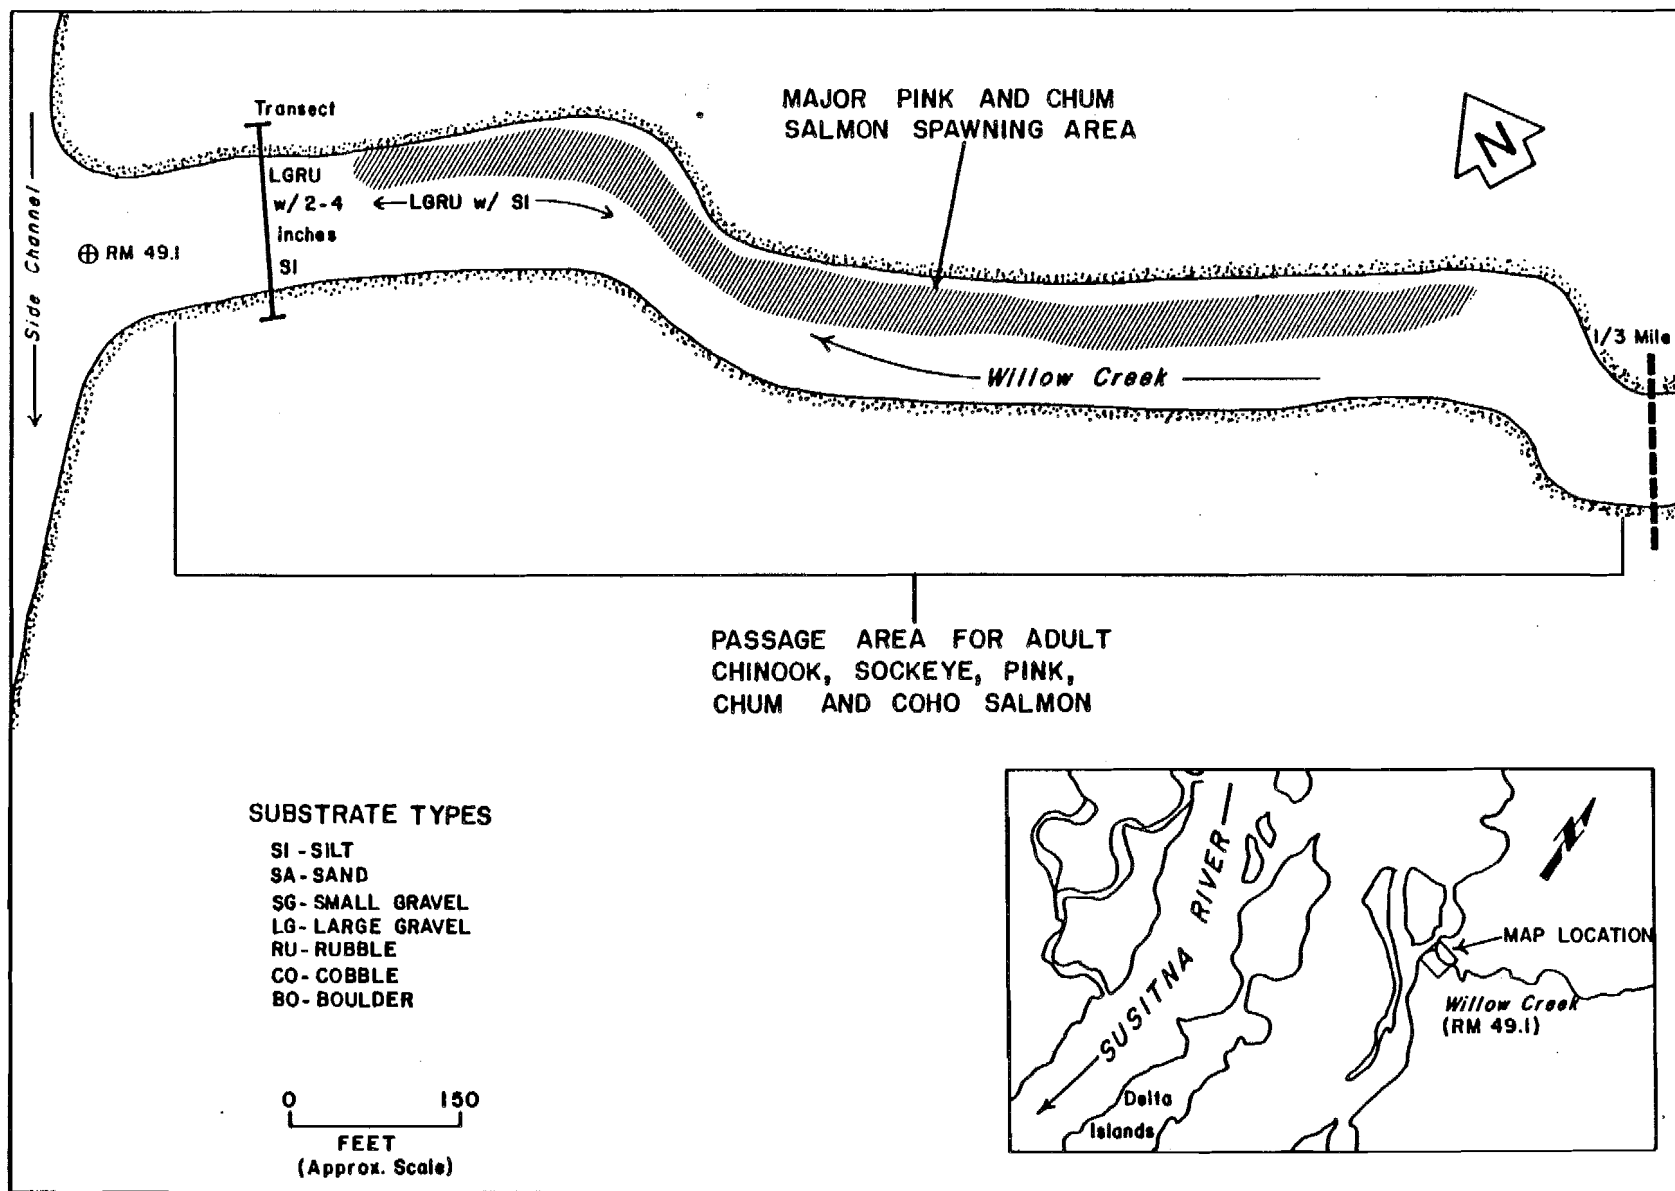 MAJOR PINK AND CHUM
SALMON SPAWNING AREA
N
Transect
LGRU
w/ 2-4
inches
SI
LGRU w/ SI
Side Channel
RM 49.1
1/3 Mile
Willow Creek
PASSAGE AREA FOR ADULT
CHINOOK, SOCKEYE, PINK,
CHUM AND COHO SALMON
SUBSTRATE TYPES
SI - SILT
SA - SAND
SG - SMALL GRAVEL
LG - LARGE GRAVEL
RU - RUBBLE
CO - COBBLE
BO - BOULDER
0 150
FEET
(Approx. Scale)
SUSITNA RIVER
N
MAP LOCATION
Willow Creek
(RM 49.1)
Delta
Islands